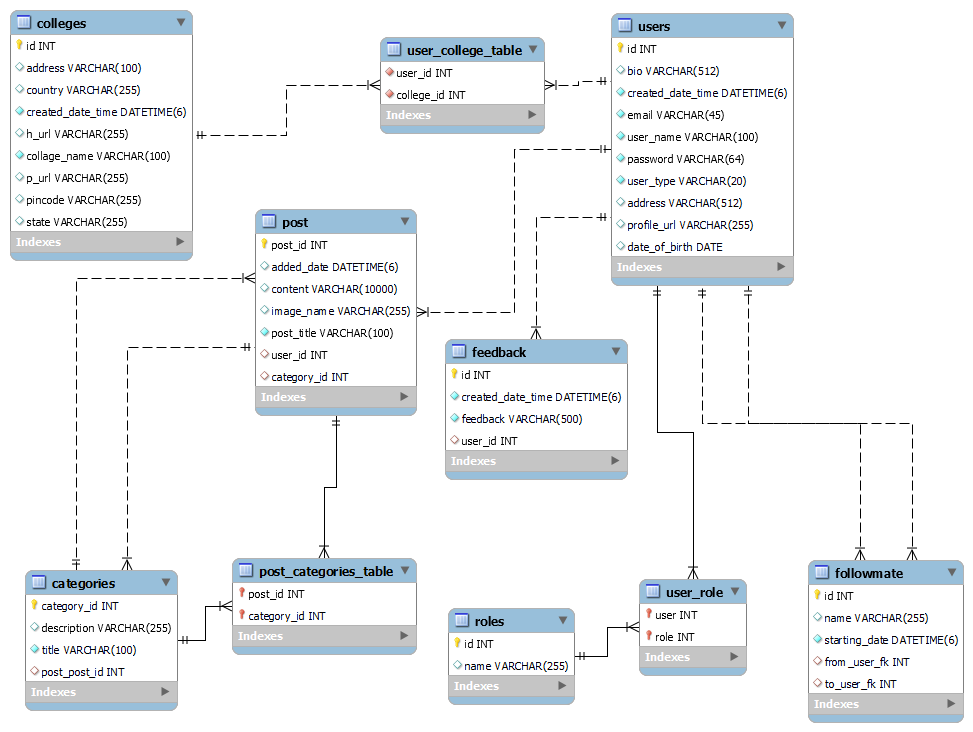 colleges
id INT
address VARCHAR(100)
country VARCHAR(255)
created_date_time DATETIME(6)
h_url VARCHAR(255)
collage_name VARCHAR(100)
p_url VARCHAR(255)
pincode VARCHAR(255)
state VARCHAR(255)
Indexes
user_college_table
user_id INT
college_id INT
Indexes
users
id INT
bio VARCHAR(512)
created_date_time DATETIME(6)
email VARCHAR(45)
user_name VARCHAR(100)
password VARCHAR(64)
user_type VARCHAR(20)
address VARCHAR(512)
profile_url VARCHAR(255)
date_of_birth DATE
Indexes
post
post_id INT
added_date DATETIME(6)
content VARCHAR(10000)
image_name VARCHAR(255)
post_title VARCHAR(100)
user_id INT
category_id INT
Indexes
feedback
id INT
created_date_time DATETIME(6)
feedback VARCHAR(500)
user_id INT
Indexes
categories
category_id INT
description VARCHAR(255)
title VARCHAR(100)
post_post_id INT
Indexes
post_categories_table
post_id INT
category_id INT
Indexes
roles
id INT
name VARCHAR(255)
Indexes
user_role
user INT
role INT
Indexes
followmate
id INT
name VARCHAR(255)
starting_date DATETIME(6)
from _user_fk INT
to_user_fk INT
Indexes